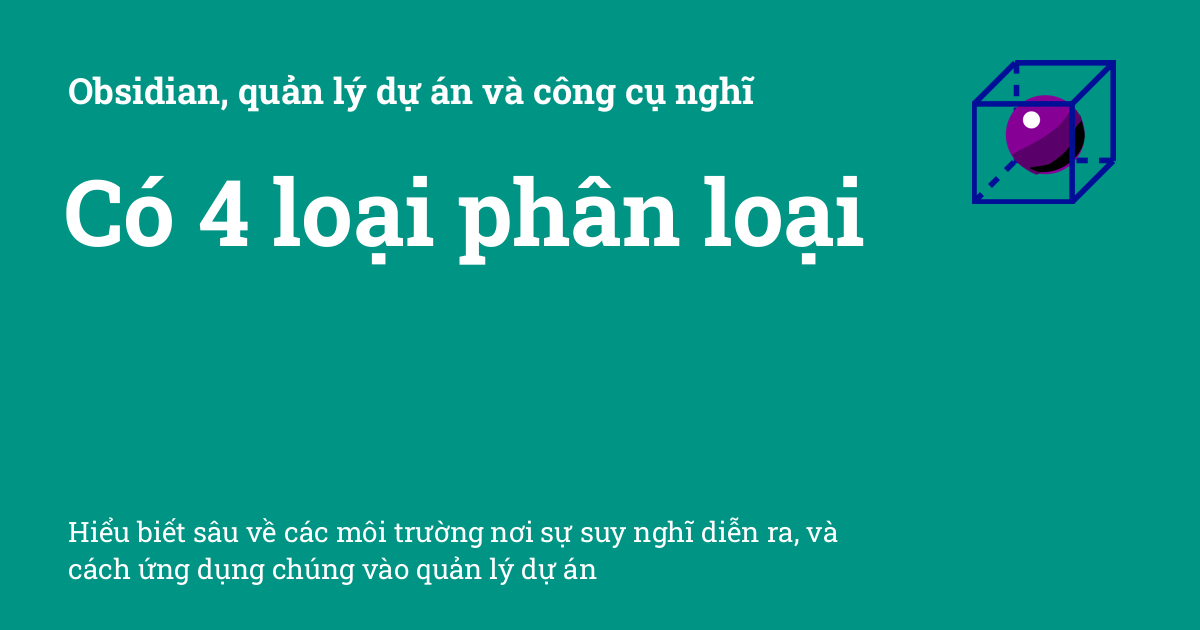 Obsidian, quản lý dự án và công cụ nghĩ
Có 4 loại phân loại
Hiểu biết sâu về các môi trường nơi sự suy nghĩ diễn ra, và
cách ứng dụng chúng vào quản lý dự án